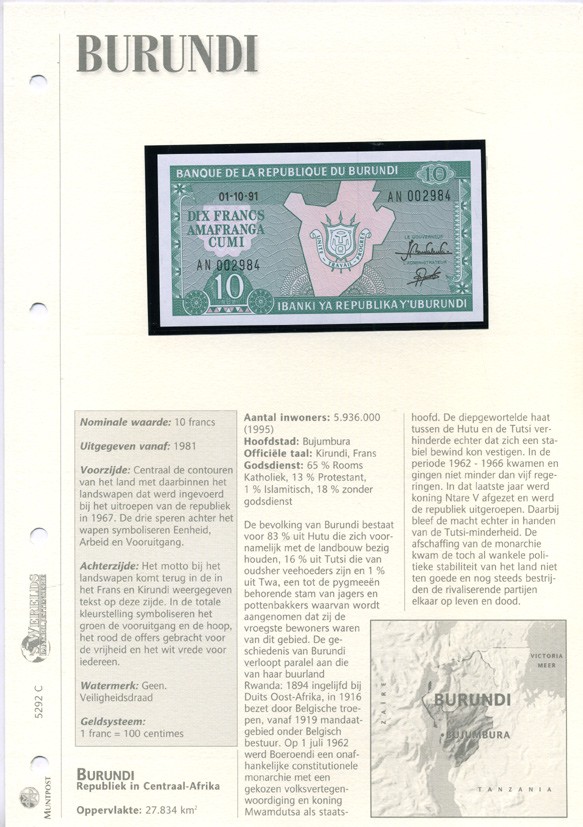 BURUNDI
BANQUE DE LA REPUBLIQUE DU BURUNDI
10
01-10-91
AN 002984
DIX FRANCS
AMAFRANGA
CUMI
LE GOUVERNEUR
UNITE TRAVAIL PROGRES
L'ADMINISTRATEUR
AN 002984
10
IBANKI YA REPUBLIKA Y'UBURUNDI
Nominale waarde: 10 francs
Uitgegeven vanaf: 1981
Voorzijde: Centraal de contouren
van het land met daarbinnen het
landswapen dat werd ingevoerd
bij het uitroepen van de republiek
in 1967. De drie speren achter het
wapen symboliseren Eenheid,
Arbeid en Vooruitgang.
Achterzijde: Het motto bij het
landswapen komt terug in de in
het Frans en Kirundi weergegeven
tekst op deze zijde. In de totale
kleurstelling symboliseren het
groen de vooruitgang en de hoop,
het rood de offers gebracht voor
de vrijheid en het wit vrede voor
iedereen.
Watermerk: Geen.
Veiligheidsdraad
Geldsysteem:
1 franc = 100 centimes
BURUNDI
Republiek in Centraal-Afrika
Oppervlakte: 27.834 km²
Aantal inwoners: 5.936.000
(1995)
Hoofdstad: Bujumbura
Officiële taal: Kirundi, Frans
Godsdienst: 65 % Rooms
Katholiek, 13 % Protestant,
1 % Islamitisch, 18 % zonder
godsdienst
De bevolking van Burundi bestaat
voor 83 % uit Hutu die zich voor-
namelijk met de landbouw bezig
houden, 16 % uit Tutsi die van
oudsher veehoeders zijn en 1 %
uit Twa, een tot de pygmeeën
behorende stam van jagers en
pottenbakkers waarvan wordt
aangenomen dat zij de
vroegste bewoners waren
van dit gebied. De ge-
schiedenis van Burundi
verloopt parallel aan die
van haar buurland
Rwanda: 1894 ingelijfd bij
Duits Oost-Afrika, in 1916
bezet door Belgische troe-
pen, vanaf 1919 mandaat-
gebied onder Belgisch
bestuur. Op 1 juli 1962
werd Boeroendi een onaf-
hankelijke constitutionele
monarchie met een
gekozen volksvertegen-
woordiging en koning
Mwamdutsa als staats-
hoofd. De diepgewortelde haat
tussen de Hutu en de Tutsi ver-
hinderde echter dat zich een sta-
biel bewind kon vestigen. In de
periode 1962 - 1966 kwamen en
gingen niet minder dan vijf rege-
ringen. In dat laatste jaar werd
koning Ntare V afgezet en werd
de republiek uitgeroepen. Daarbij
bleef de macht echter in handen
van de Tutsi-minderheid. De
afschaffing van de monarchie
kwam de toch al wankele poli-
tieke stabiliteit van het land niet
ten goede en nog steeds bestrij-
den de rivaliserende partijen
elkaar op leven en dood.
VICTORIA
MEER
ZAIRE
BURUNDI
BUJUMBURA
TANZANIA
WERELDS
5292 C
MUNTPOST